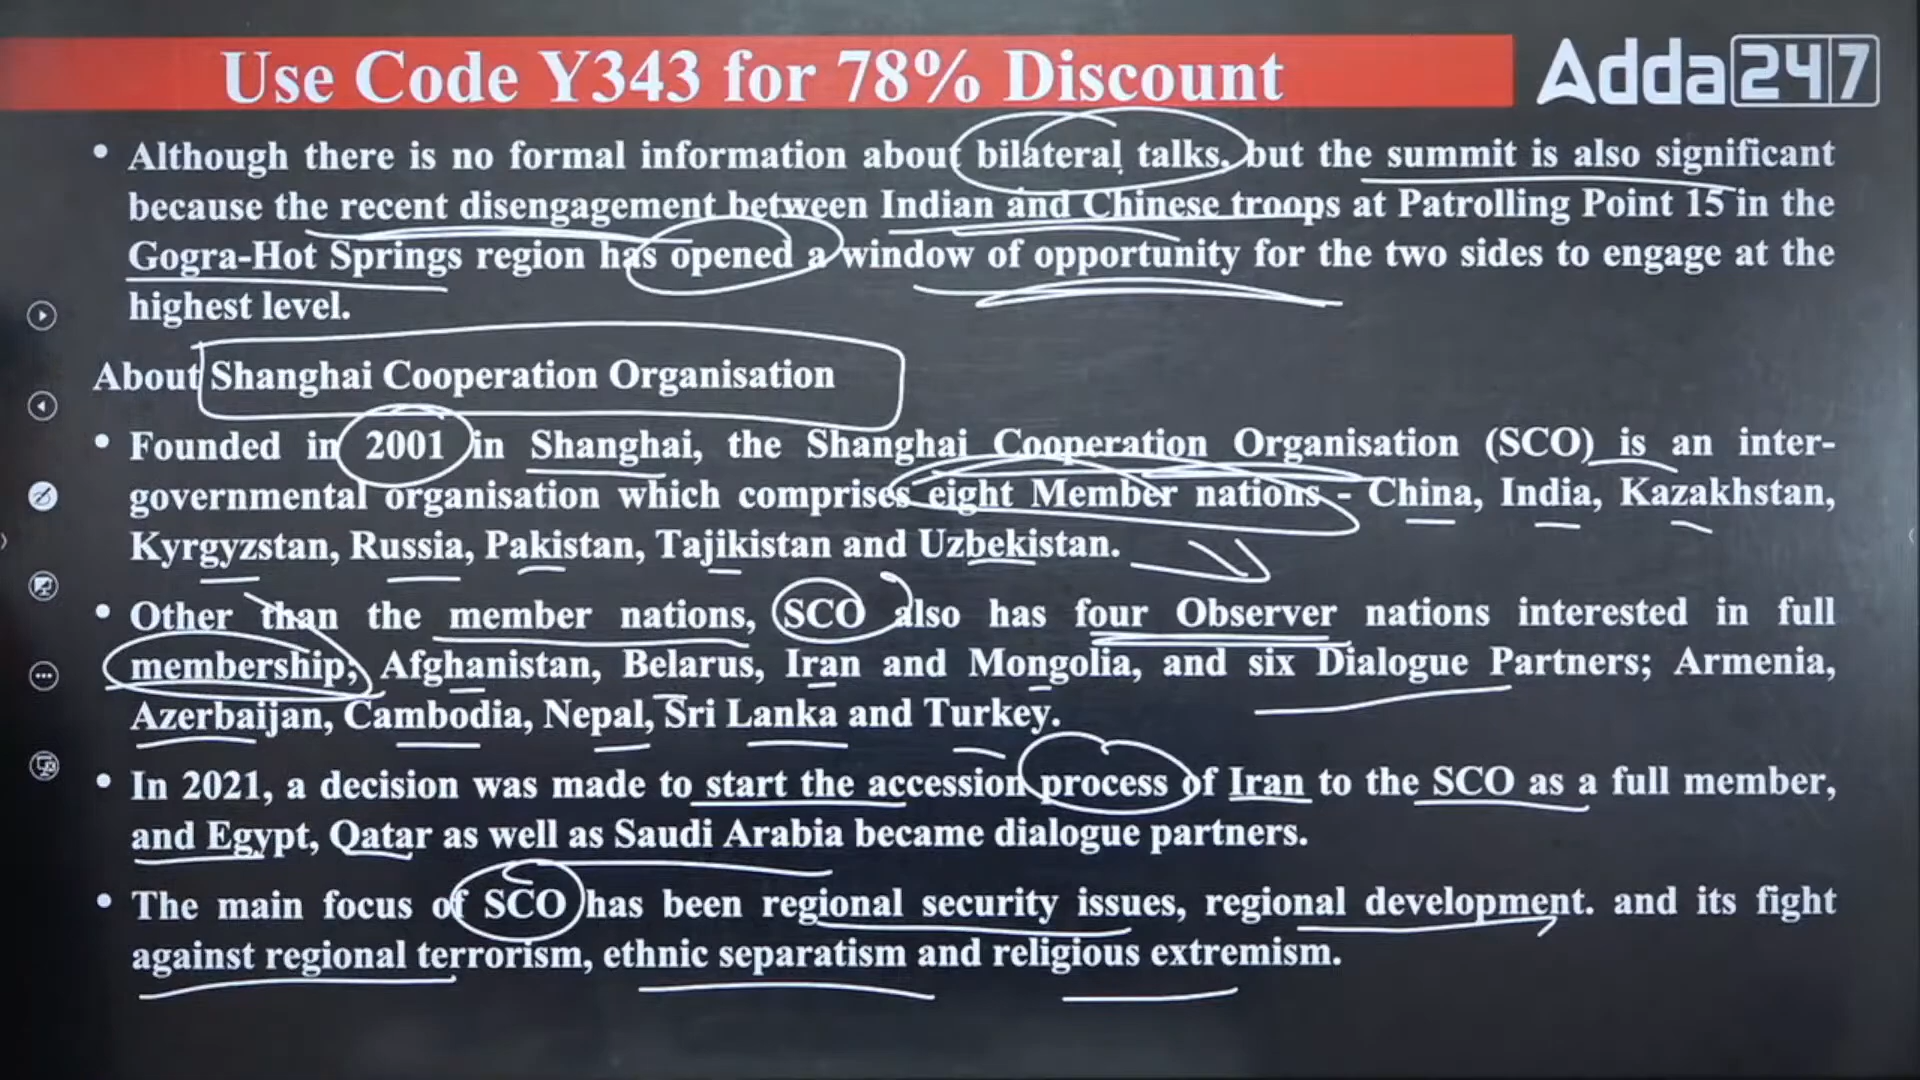 Use Code Y343 for 78% Discount
Adda247
• Although there is no formal information about bilateral talks, but the summit is also significant
because the recent disengagement between Indian and Chinese troops at Patrolling Point 15 in the
Gogra-Hot Springs region has opened a window of opportunity for the two sides to engage at the
highest level.
About Shanghai Cooperation Organisation
• Founded in 2001 in Shanghai, the Shanghai Cooperation Organisation (SCO) is an inter-
governmental organisation which comprises eight Member nations - China, India, Kazakhstan,
Kyrgyzstan, Russia, Pakistan, Tajikistan and Uzbekistan.
• Other than the member nations, SCO also has four Observer nations interested in full
membership; Afghanistan, Belarus, Iran and Mongolia, and six Dialogue Partners; Armenia,
Azerbaijan, Cambodia, Nepal, Sri Lanka and Turkey.
• In 2021, a decision was made to start the accession process of Iran to the SCO as a full member,
and Egypt, Qatar as well as Saudi Arabia became dialogue partners.
• The main focus of SCO has been regional security issues, regional development. and its fight
against regional terrorism, ethnic separatism and religious extremism.